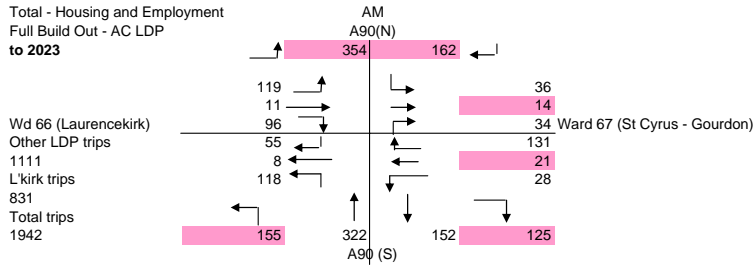 Total - Housing and Employment AM
Full Build Out - AC LDP A90(N)
to 2023 354 162
119 36
11 14
Wd 66 (Laurencekirk) 96 34 Ward 67 (St Cyrus - Gourdon)
Other LDP trips 55 131
1111 8 21
L'kirk trips 118 28
831
Total trips
1942 155 322 152 125
A90 (S)